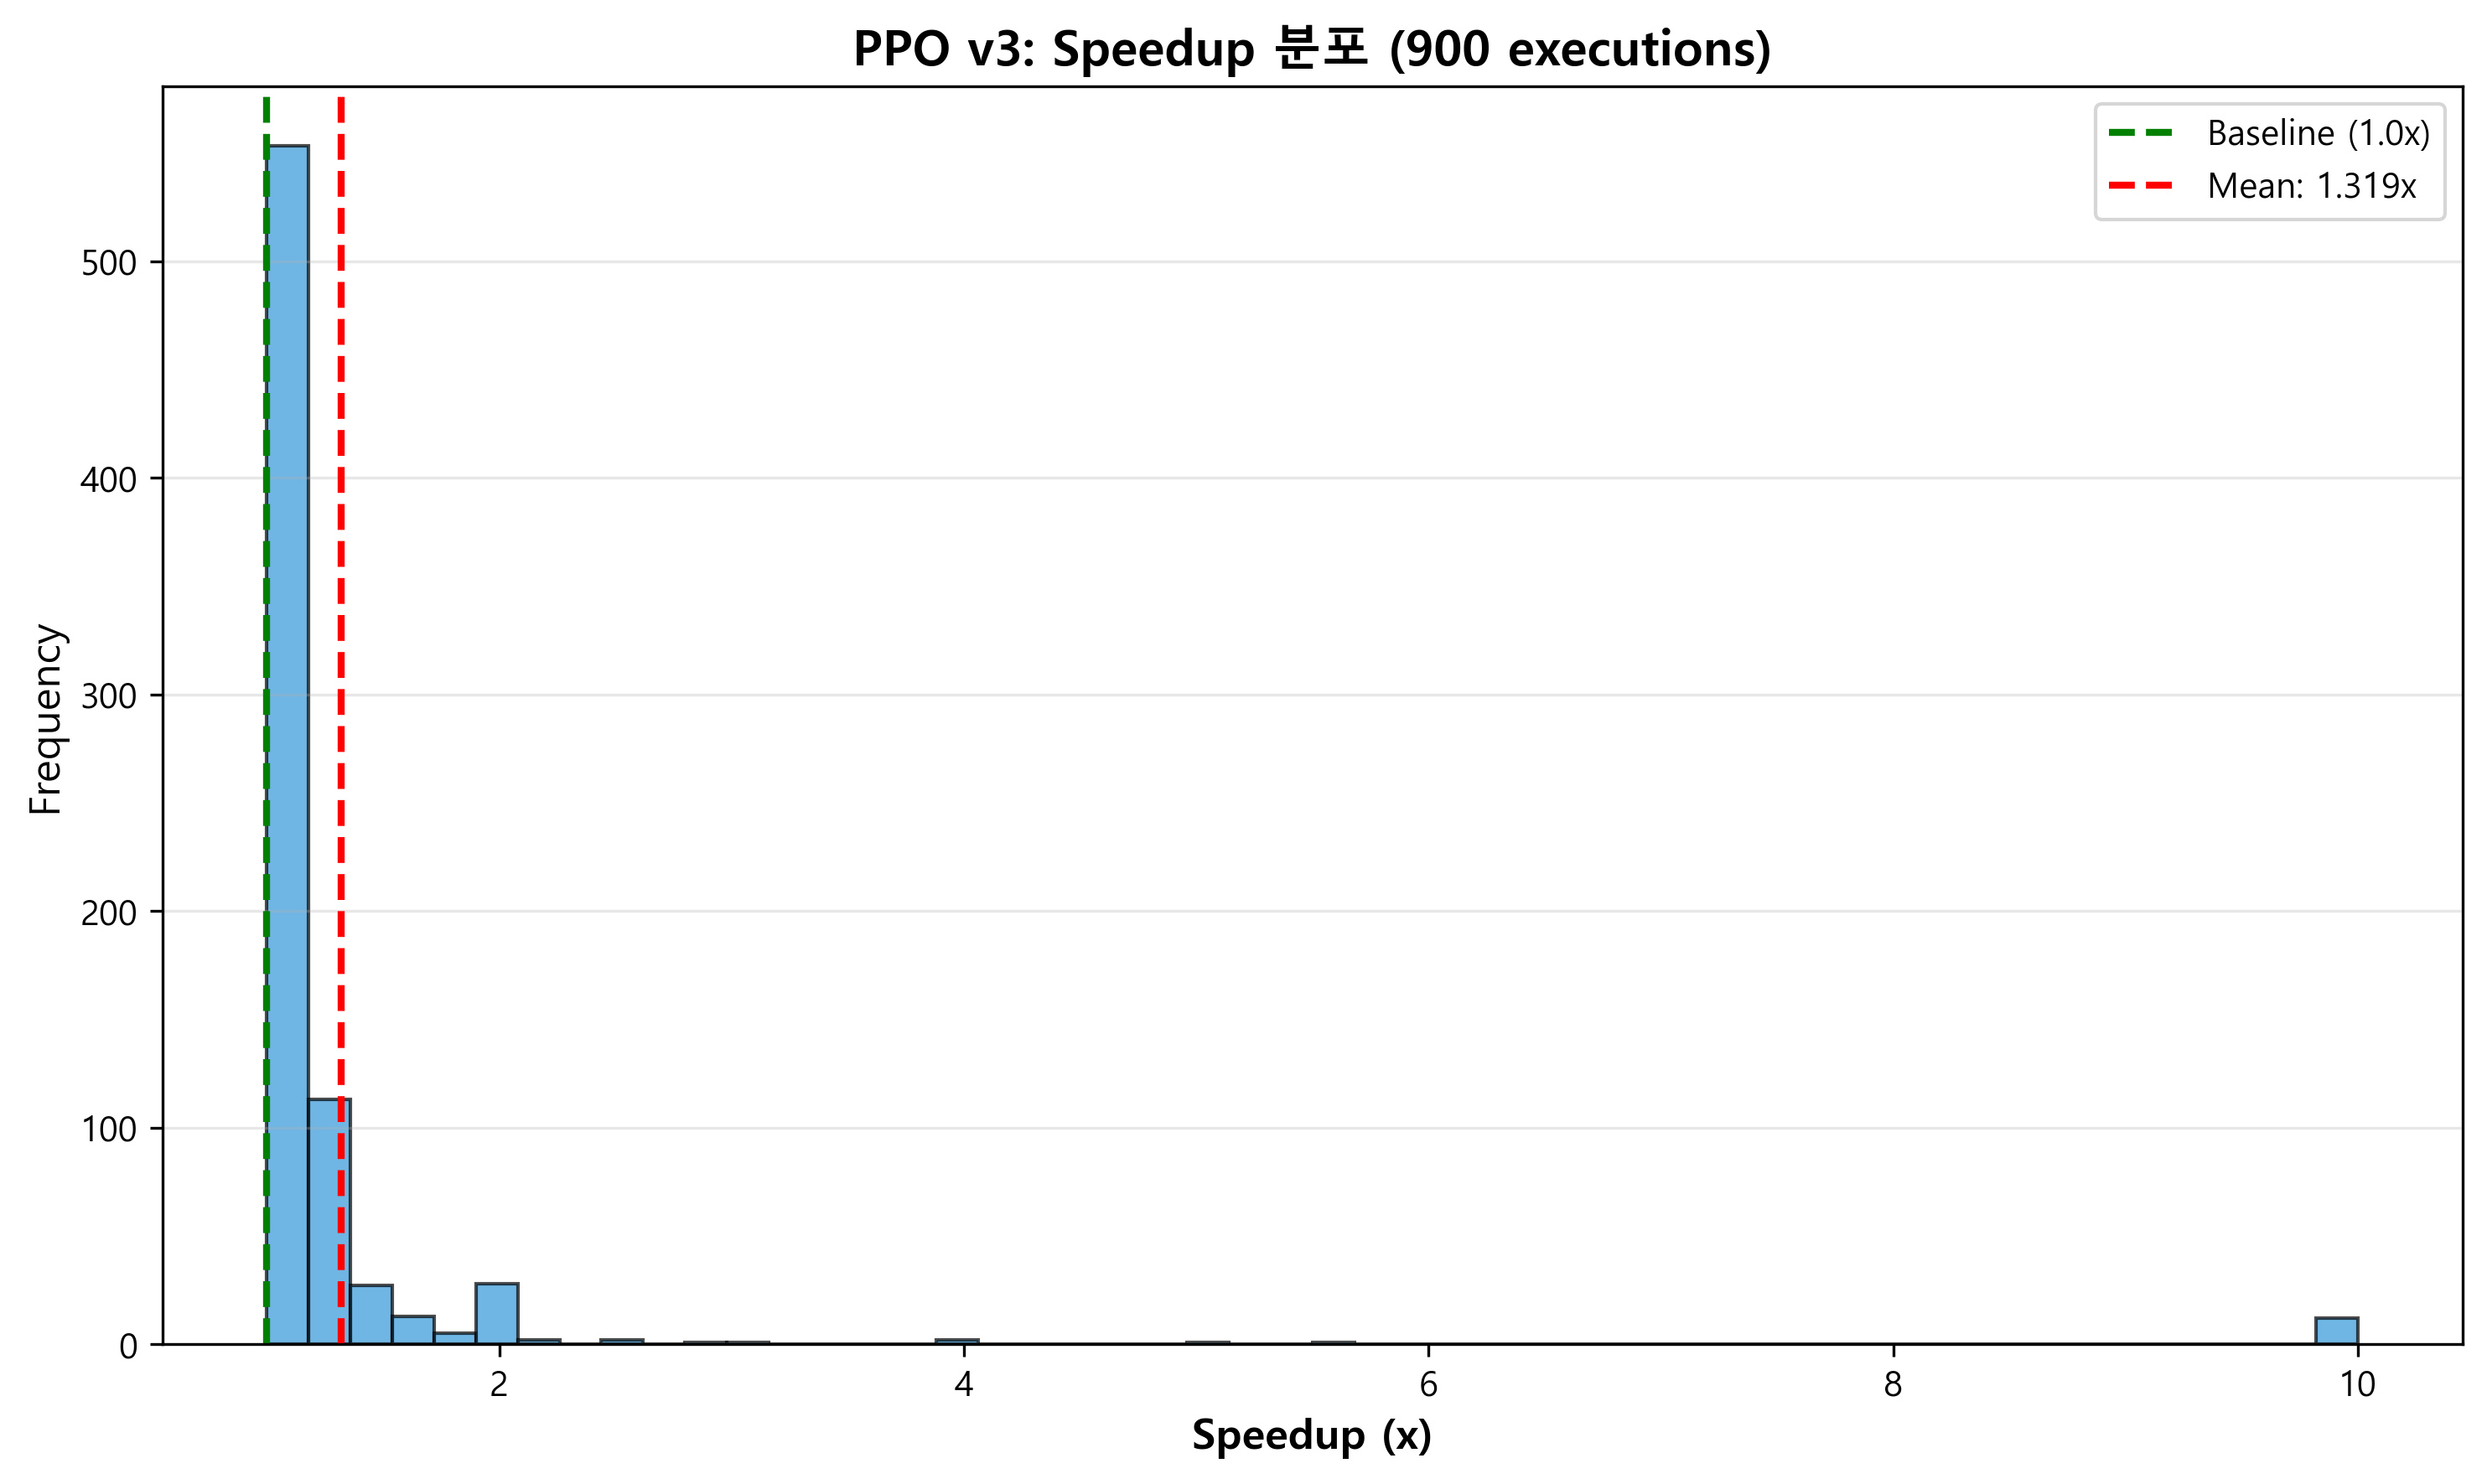 PPO v3: Speedup 분포 (900 executions)
Baseline (1.0x)
Mean: 1.319x
Frequency
500
400
300
200
100
0
2 4 6 8 10
Speedup (x)